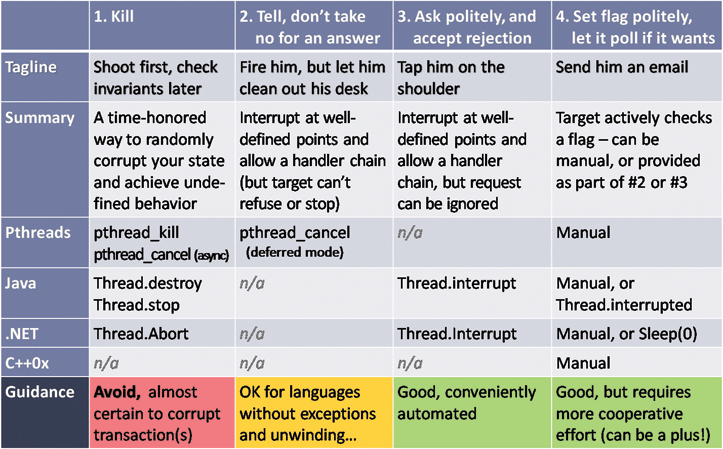 1. Kill
2. Tell, don't take
no for an answer
3. Ask politely, and
accept rejection
4. Set flag politely,
let it poll if it wants
Tagline
Shoot first, check
invariants later
Fire him, but let him
clean out his desk
Tap him on the
shoulder
Send him an email
Summary
A time-honored
way to randomly
corrupt your state
and achieve unde-
fined behavior
Interrupt at well-
defined points and
allow a handler chain
(but target can't
refuse or stop)
Interrupt at well-
defined points and
allow a handler
chain, but request
can be ignored
Target actively checks
a flag – can be
manual, or provided
as part of #2 or #3
Pthreads
pthread_kill
pthread_cancel (async)
pthread_cancel
(deferred mode)
n/a
Manual
Java
Thread.destroy
Thread.stop
n/a
Thread.interrupt
Manual, or
Thread.interrupted
.NET
Thread.Abort
n/a
Thread.Interrupt
Manual, or Sleep(0)
C++0x
n/a
n/a
n/a
Manual
Guidance
Avoid, almost
certain to corrupt
transaction(s)
OK for languages
without exceptions
and unwinding...
Good, conveniently
automated
Good, but requires
more cooperative
effort (can be a plus!)